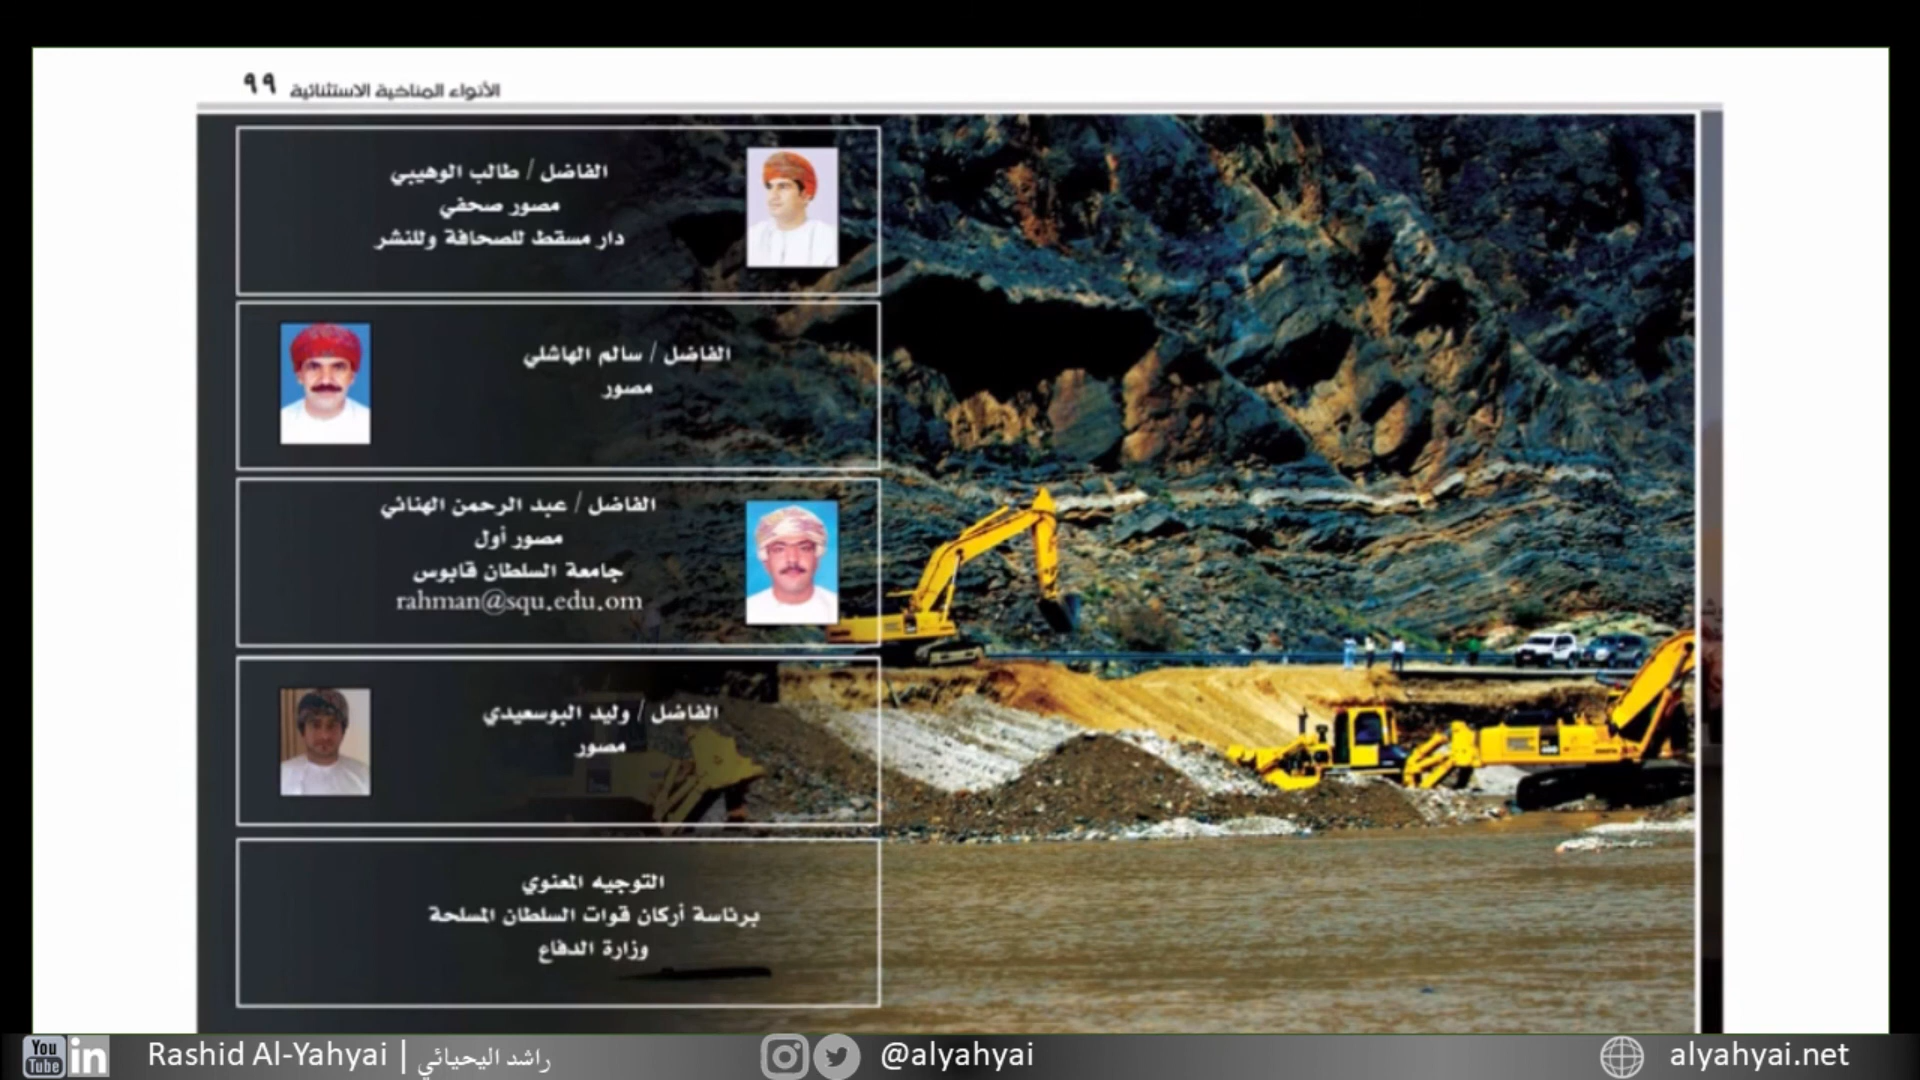 الأنواء المناخية الاستثنائية ٩٩
الفاضل / طالب الوهيبي
مصور صحفي
دار مسقط للصحافة وللنشر
الفاضل / سالم الهاشلي
مصور
الفاضل / عبد الرحمن الهنائي
مصور أول
جامعة السلطان قابوس
rahman@squ.edu.om
الفاضل / وليد البوسعيدي
مصور
التوجيه المعنوي
برئاسة أركان قوات السلطان المسلحة
وزارة الدفاع
You
Tube
in
Rashid Al-Yahyai | راشد اليحيائي
@alyahyai
alyahyai.net